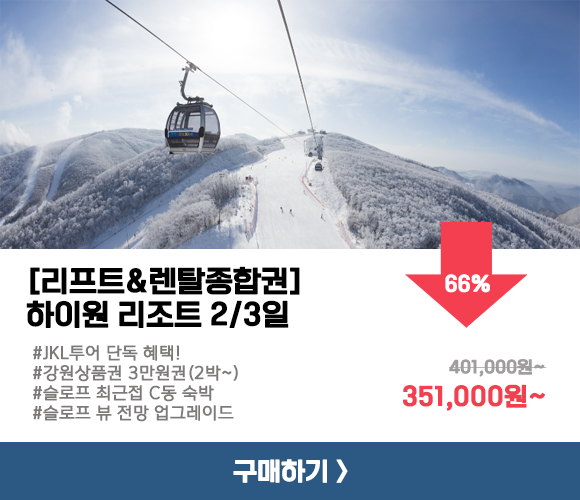 [리프트&렌탈종합권]
하이원 리조트 2/3일
66%
#JKL투어 단독 혜택!
#강원상품권 3만원권(2박~)
#슬로프 최근접 C동 숙박
#슬로프 뷰 전망 업그레이드
401,000원~
351,000원~
구매하기 〉